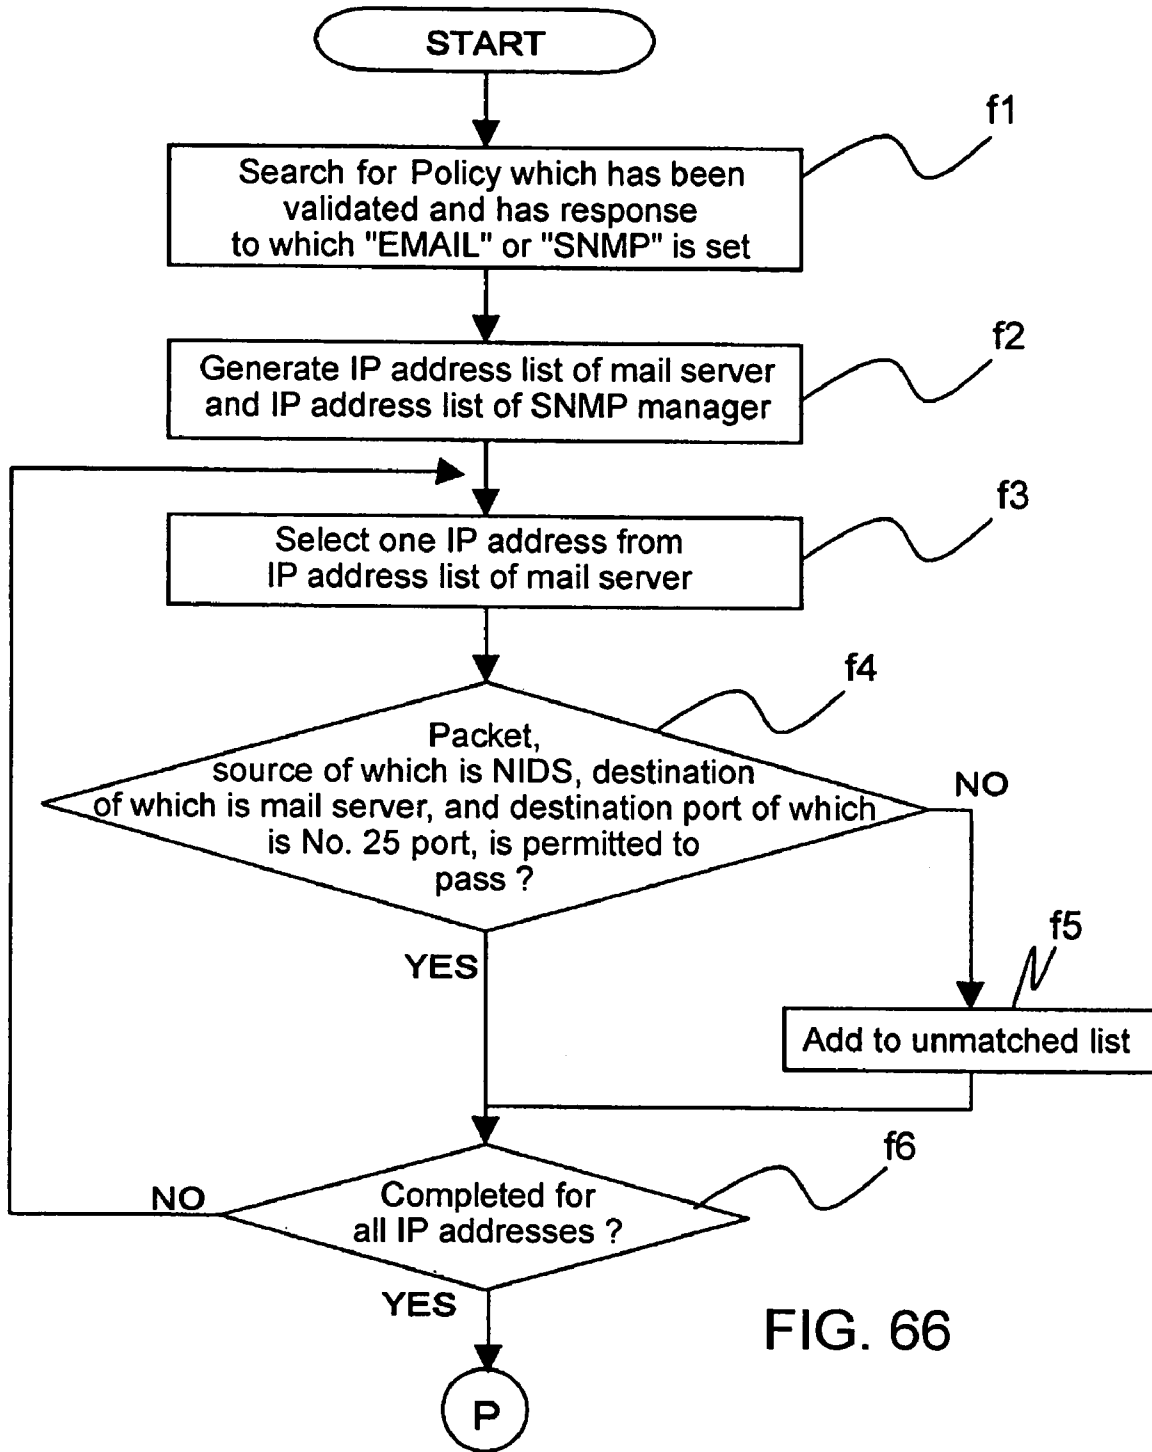 START
f1
Search for Policy which has been
validated and has response
to which "EMAIL" or "SNMP" is set
f2
Generate IP address list of mail server
and IP address list of SNMP manager
f3
Select one IP address from
IP address list of mail server
f4
Packet,
source of which is NIDS, destination
of which is mail server, and destination port of which
is No. 25 port, is permitted to
pass ?
NO
YES
f5
Add to unmatched list
f6
Completed for
all IP addresses ?
NO
YES
FIG. 66
P